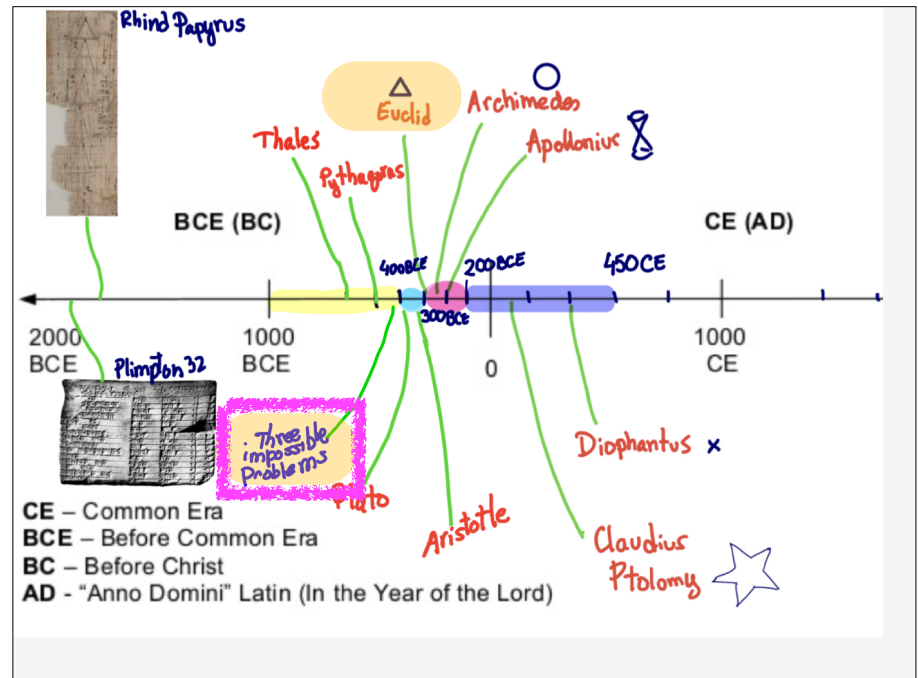 Rhind Papyrus
Euclid
Archimedes
Apollonius
Thales
Pythagoras
BCE (BC)
CE (AD)
400BCE
200BCE
450CE
300BCE
2000
BCE
1000
BCE
0
1000
CE
Plimpton 32
Three
impossible
Problems
Plato
Aristotle
Diophantus x
Claudius
Ptolomy
CE – Common Era
BCE – Before Common Era
BC – Before Christ
AD - “Anno Domini” Latin (In the Year of the Lord)